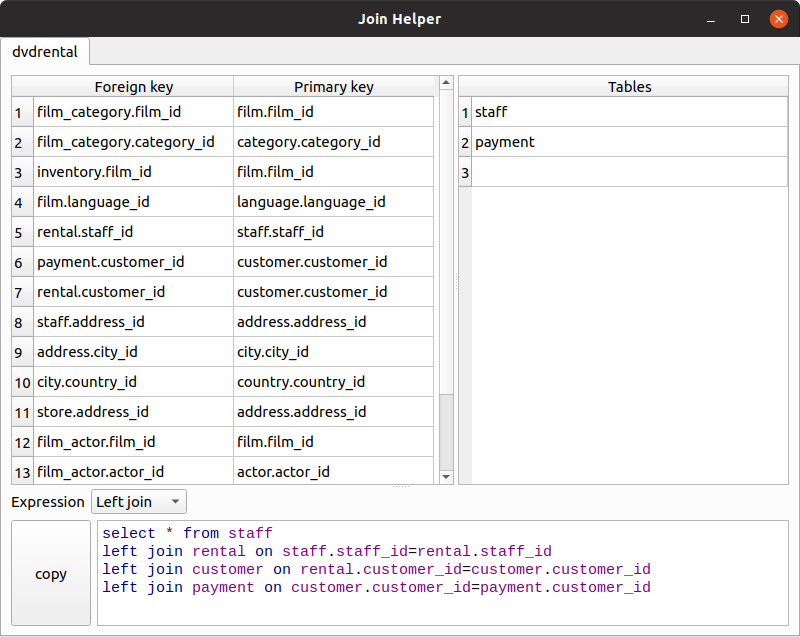 Join Helper
dvdrental
Foreign key Primary key
1 film_category.film_id film.film_id
2 film_category.category_id category.category_id
3 inventory.film_id film.film_id
4 film.language_id language.language_id
5 rental.staff_id staff.staff_id
6 payment.customer_id customer.customer_id
7 rental.customer_id customer.customer_id
8 staff.address_id address.address_id
9 address.city_id city.city_id
10 city.country_id country.country_id
11 store.address_id address.address_id
12 film_actor.film_id film.film_id
13 film_actor.actor_id actor.actor_id
Tables
1 staff
2 payment
3
Expression Left join
copy
select * from staff
left join rental on staff.staff_id=rental.staff_id
left join customer on rental.customer_id=customer.customer_id
left join payment on customer.customer_id=payment.customer_id